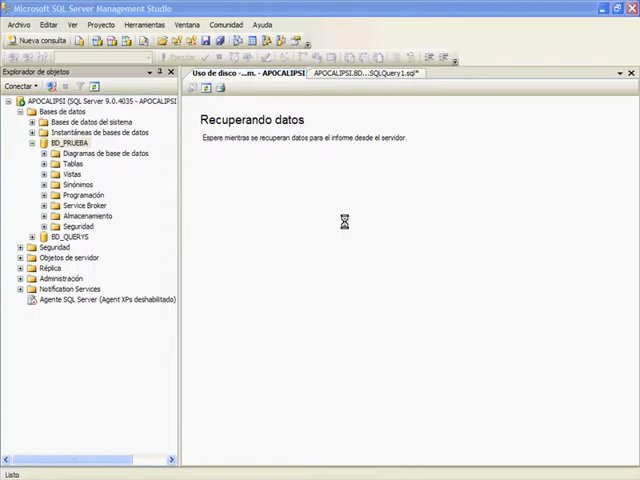 Microsoft SQL Server Management Studio
Archivo Editar Ver Proyecto Herramientas Ventana Comunidad Ayuda
Nueva consulta
Ejecutar
Explorador de objetos
Uso de disco -...m. - APOCALIPSI
APOCALIPSI.BD...SQLQuery1.sql*
Conectar
APOCALIPSI (SQL Server 9.0.4035 - APOCALIPSI
Bases de datos
Bases de datos del sistema
Instantáneas de bases de datos
BD_PRUEBA
Diagramas de base de datos
Tablas
Vistas
Sinónimos
Programación
Service Broker
Almacenamiento
Seguridad
BD_QUERYS
Seguridad
Objetos de servidor
Réplica
Administración
Notification Services
Agente SQL Server (Agent XPs deshabilitado)
Recuperando datos
Espere mientras se recuperan datos para el informe desde el servidor.
Listo